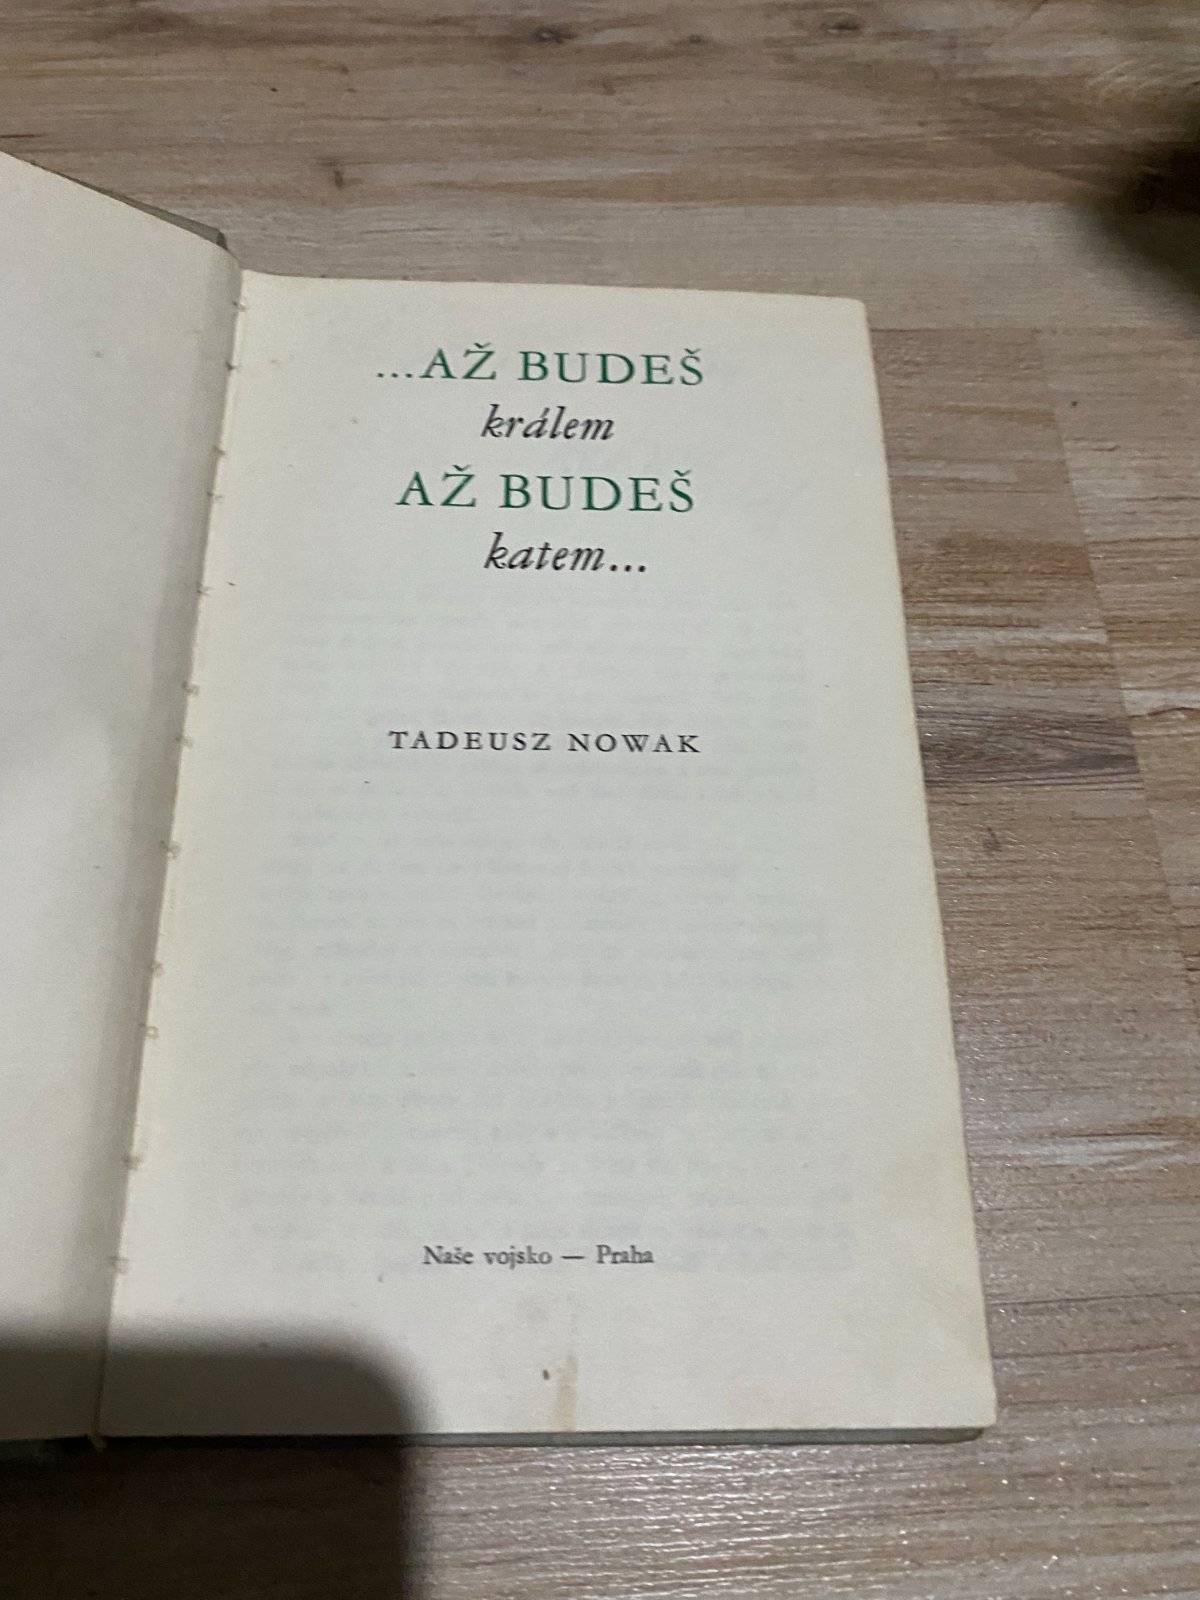 ...AŽ BUDEŠ
králem
AŽ BUDEŠ
katem...
TADEUSZ NOWAK
Naše vojsko — Praha